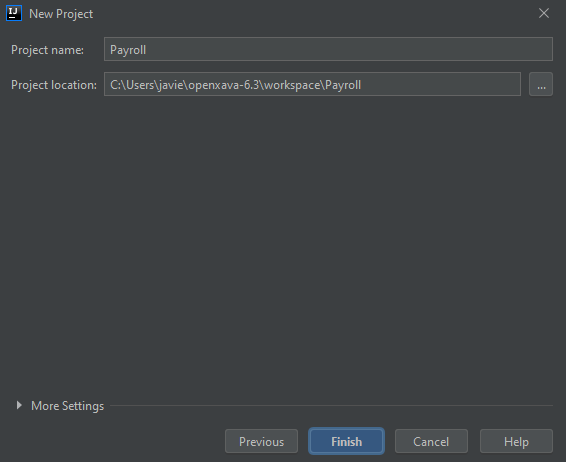 IJ New Project
Project name: Payroll
Project location: C:\Users\javie\openxava-6.3\workspace\Payroll ...
More Settings
Previous Finish Cancel Help